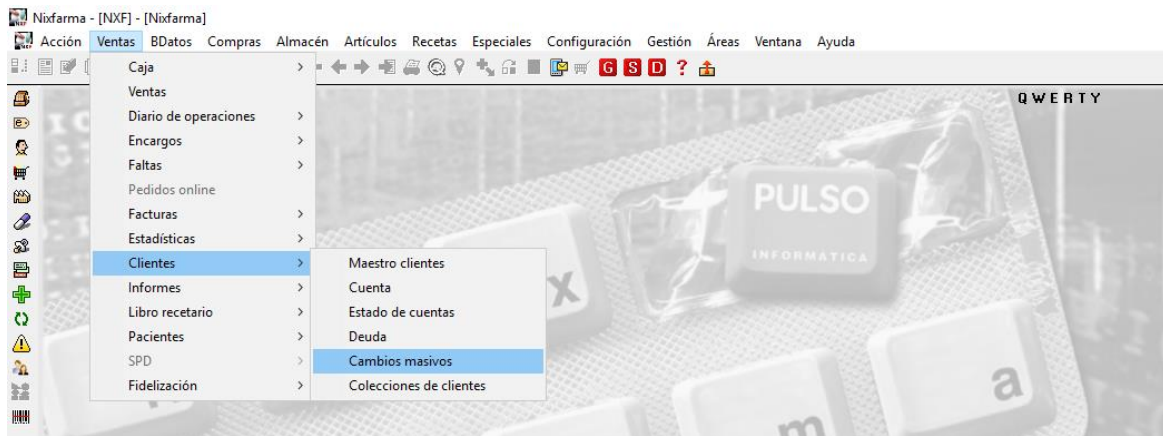 Nixfarma - [NXF] - [Nixfarma]
Acción Ventas BDatos Compras Almacén Artículos Recetas Especiales Configuración Gestión Áreas Ventana Ayuda
G S D ?
QWERTY
Caja
Ventas
Diario de operaciones
Encargos
Faltas
Pedidos online
Facturas
Estadísticas
Clientes
Informes
Libro recetario
Pacientes
SPD
Fidelización
Maestro clientes
Cuenta
Estado de cuentas
Deuda
Cambios masivos
Colecciones de clientes
PULSO
INFORMATICA
x
a
m